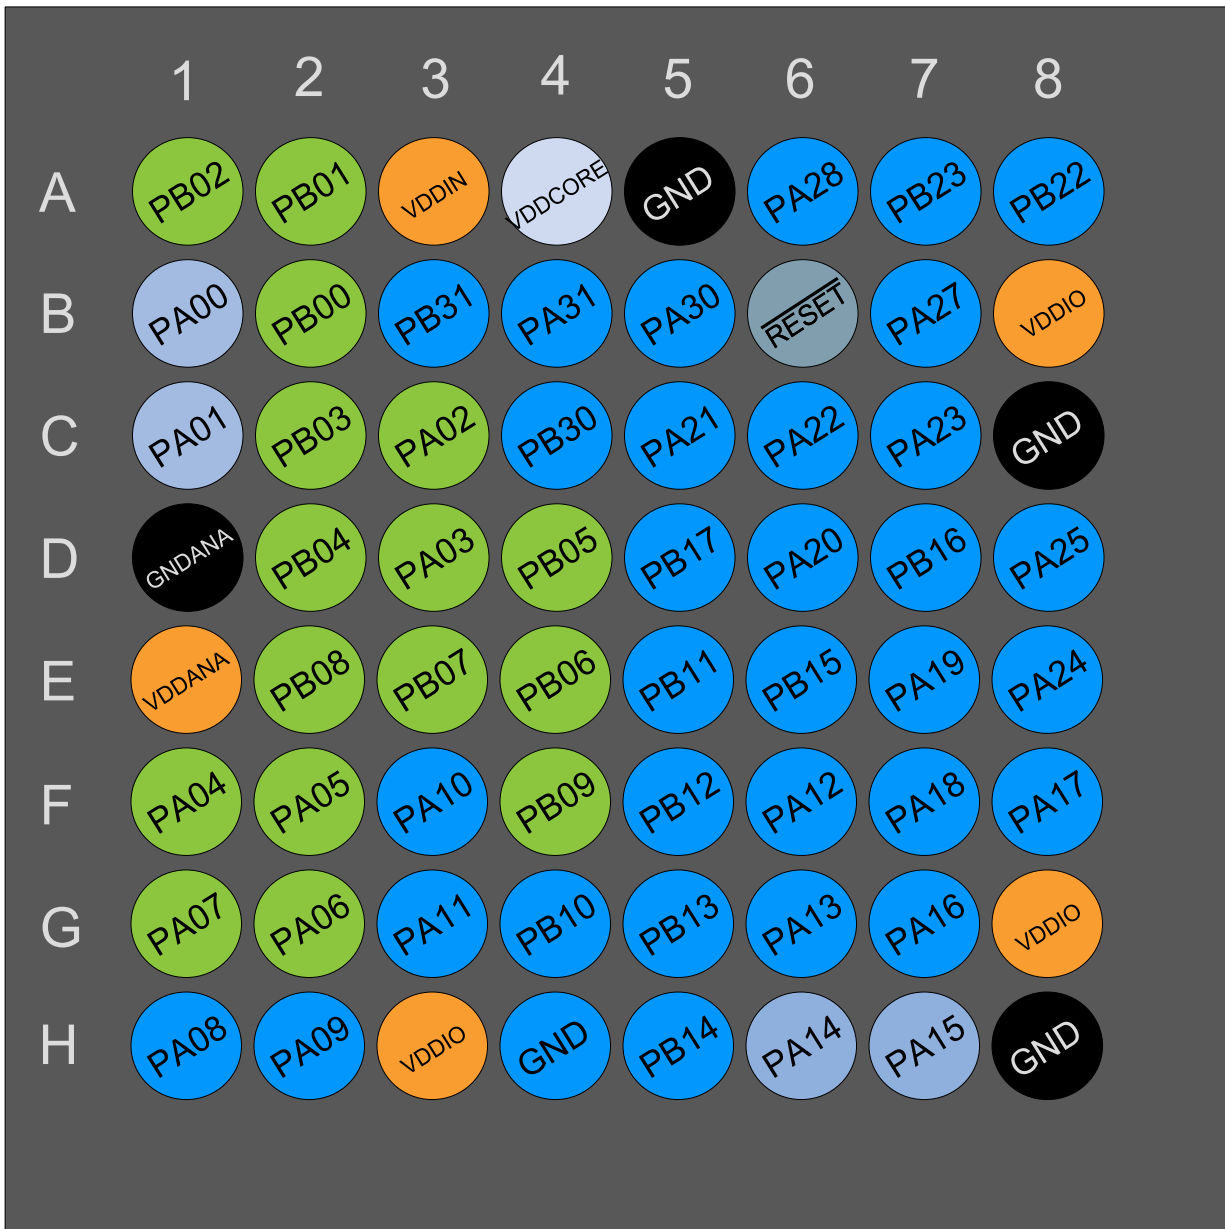 1 2 3 4 5 6 7 8
A PB02 PB01 VDDIN VDDCORE GND PA28 PB23 PB22
B PA00 PB00 PB31 PA31 PA30 RESET PA27 VDDIO
C PA01 PB03 PA02 PB30 PA21 PA22 PA23 GND
D GNDANA PB04 PA03 PB05 PB17 PA20 PB16 PA25
E VDDANA PB08 PB07 PB06 PB11 PB15 PA19 PA24
F PA04 PA05 PA10 PB09 PB12 PA12 PA18 PA17
G PA07 PA06 PA11 PB10 PB13 PA13 PA16 VDDIO
H PA08 PA09 VDDIO GND PB14 PA14 PA15 GND